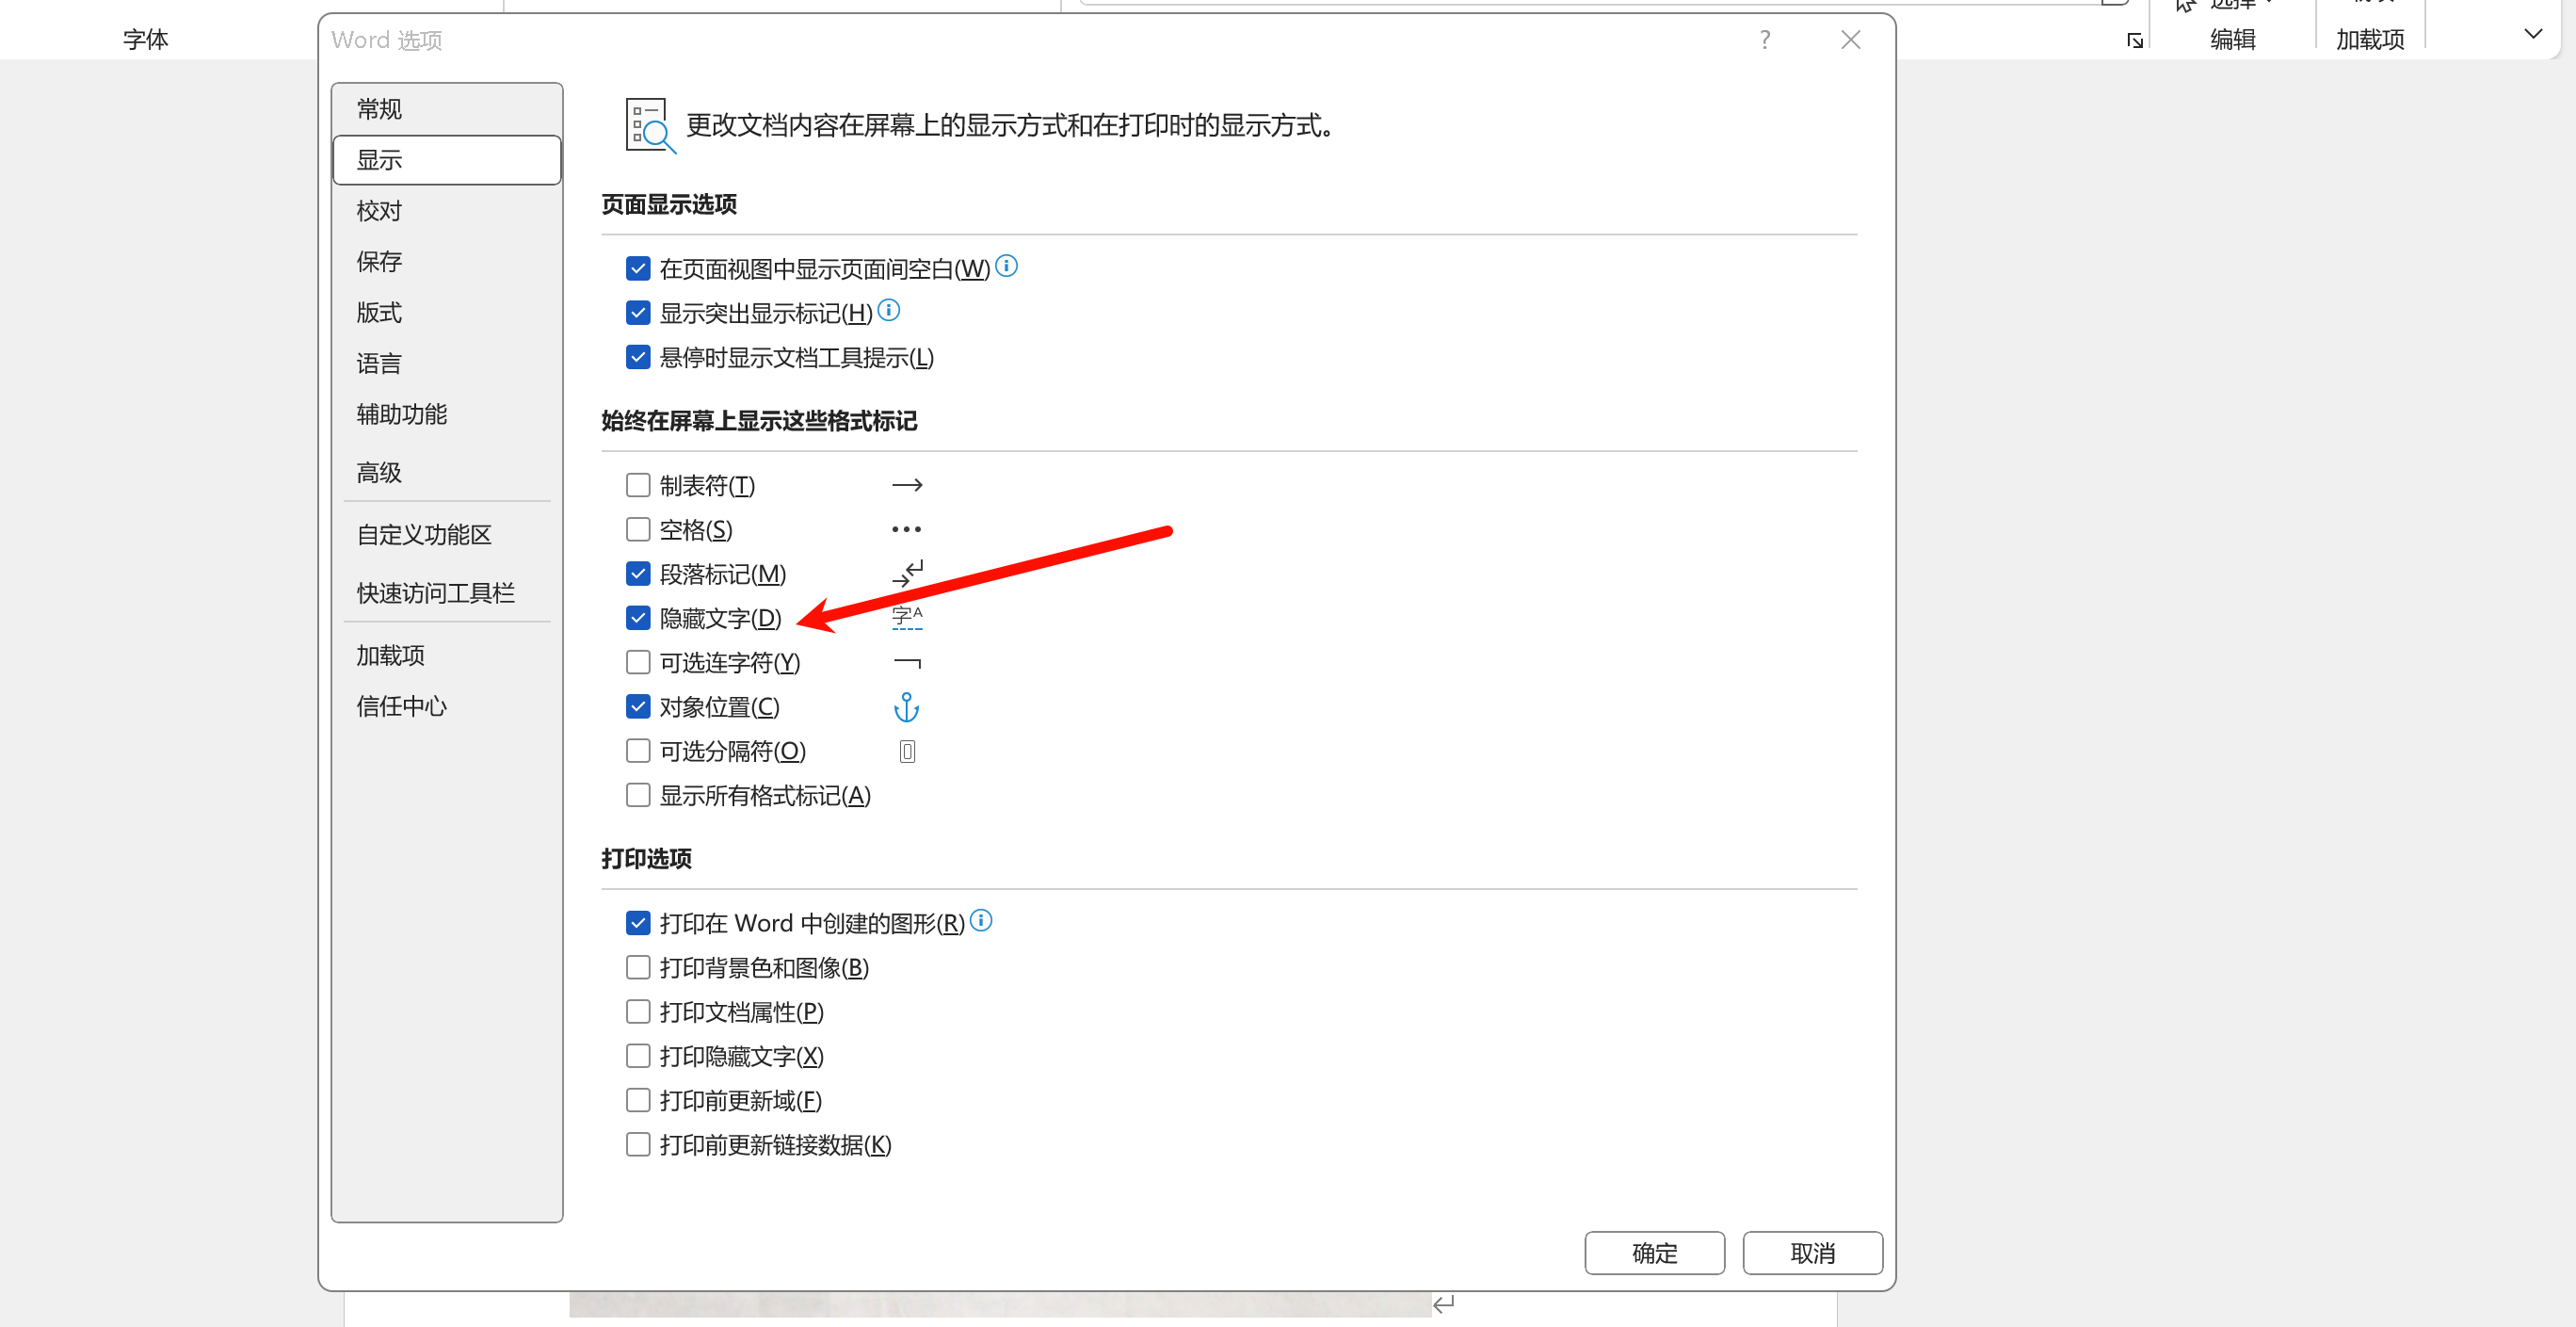 选择
字体
编辑
加载项
Word 选项
?
常规
显示
校对
保存
版式
语言
辅助功能
高级
自定义功能区
快速访问工具栏
加载项
信任中心
更改文档内容在屏幕上的显示方式和在打印时的显示方式。
页面显示选项
在页面视图中显示页面间空白(W)
显示突出显示标记(H)
悬停时显示文档工具提示(L)
始终在屏幕上显示这些格式标记
制表符(T)
空格(S)
段落标记(M)
隐藏文字(D) 字A
可选连字符(Y)
对象位置(C)
可选分隔符(O)
显示所有格式标记(A)
打印选项
打印在 Word 中创建的图形(R)
打印背景色和图像(B)
打印文档属性(P)
打印隐藏文字(X)
打印前更新域(F)
打印前更新链接数据(K)
确定
取消